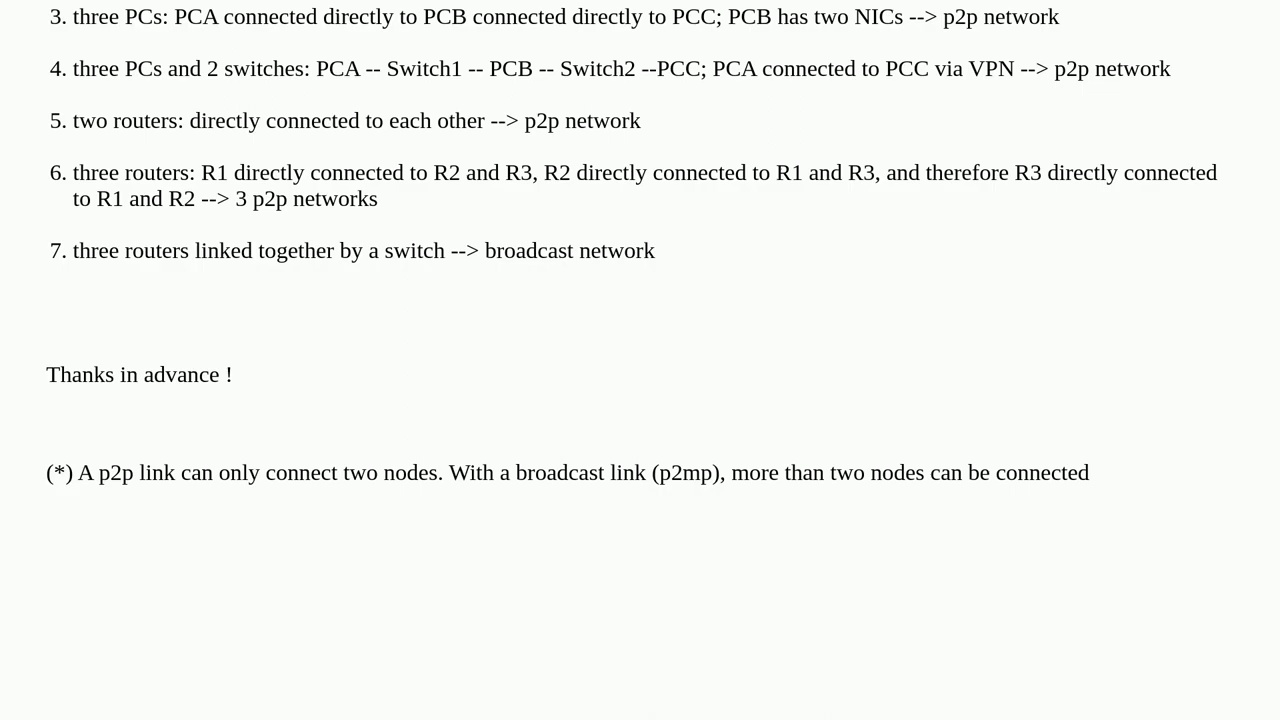 3. three PCs: PCA connected directly to PCB connected directly to PCC; PCB has two NICs --> p2p network
4. three PCs and 2 switches: PCA -- Switch1 -- PCB -- Switch2 --PCC; PCA connected to PCC via VPN --> p2p network
5. two routers: directly connected to each other --> p2p network
6. three routers: R1 directly connected to R2 and R3, R2 directly connected to R1 and R3, and therefore R3 directly connected
to R1 and R2 --> 3 p2p networks
7. three routers linked together by a switch --> broadcast network
Thanks in advance !
(*) A p2p link can only connect two nodes. With a broadcast link (p2mp), more than two nodes can be connected